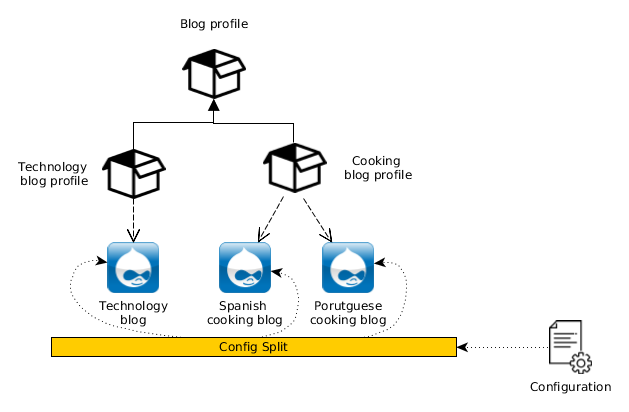 Blog profile
Technology
blog profile
Cooking
blog profile
Technology
blog
Spanish
cooking blog
Porutguese
cooking blog
Config Split
Configuration